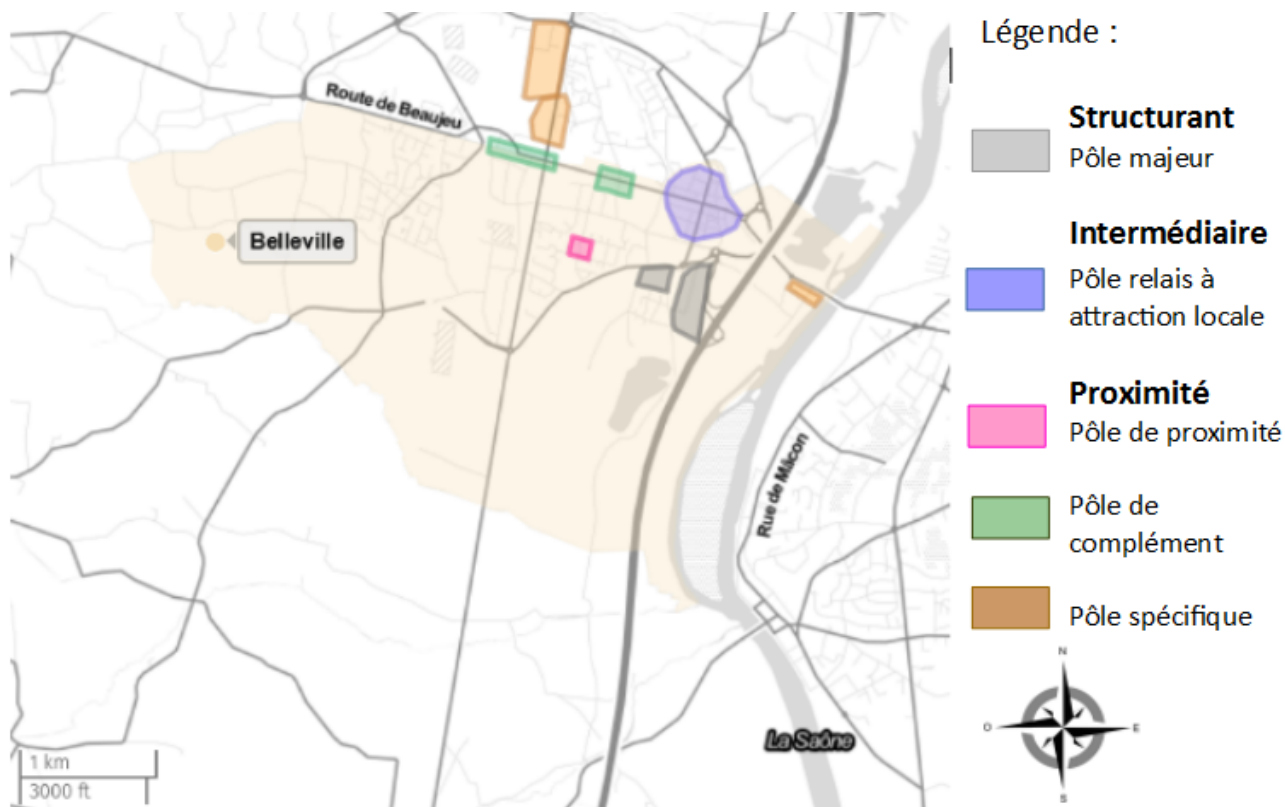 Route de Beaujeu
Belleville
Rue de Mâcon
La Saône
1 km
3000 ft
Légende :
Structurant
Pôle majeur
Intermédiaire
Pôle relais à
attraction locale
Proximité
Pôle de proximité
Pôle de
complément
Pôle spécifique
N
O
E
S